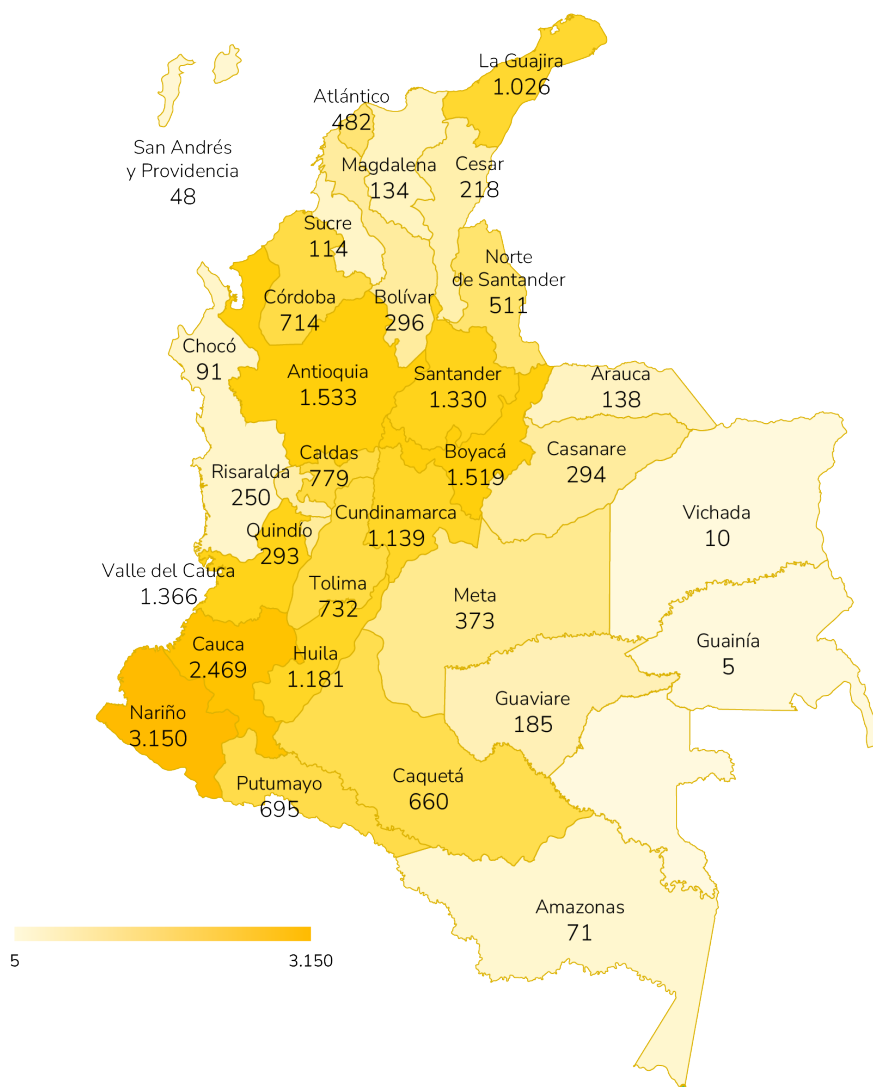 La Guajira
1.026
Atlántico
482
San Andrés
y Providencia
48
Magdalena
134
Cesar
218
Sucre
114
Norte
de Santander
511
Córdoba
714
Bolívar
296
Chocó
91
Antioquia
1.533
Santander
1.330
Arauca
138
Caldas
779
Boyacá
1.519
Casanare
294
Risaralda
250
Cundinamarca
1.139
Vichada
10
Quindío
293
Valle del Cauca
1.366
Tolima
732
Meta
373
Guainía
5
Cauca
2.469
Huila
1.181
Guaviare
185
Nariño
3.150
Putumayo
695
Caquetá
660
Amazonas
71
5
3.150